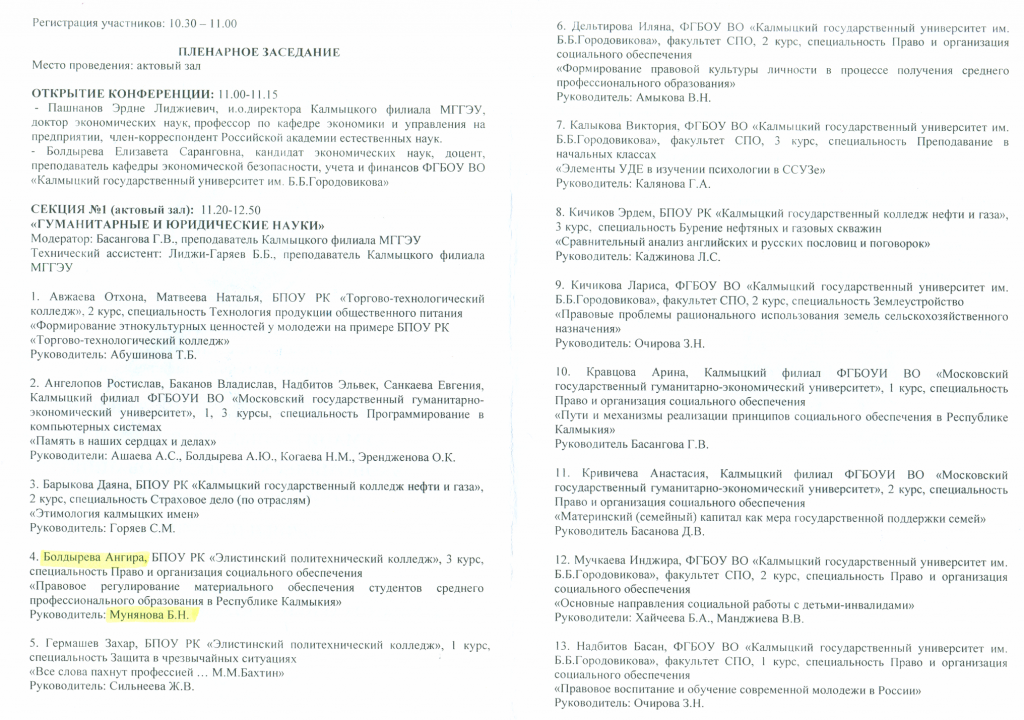 Регистрация участников: 10.30 – 11.00
ПЛЕНАРНОЕ ЗАСЕДАНИЕ
Место проведения: актовый зал
ОТКРЫТИЕ КОНФЕРЕНЦИИ: 11.00-11.15
- Пашнанов Эрдне Лиджиевич, и.о.директора Калмыцкого филиала МГГЭУ,
доктор экономических наук, профессор по кафедре экономики и управления на
предприятии, член-корреспондент Российской академии естественных наук.
- Болдырева Елизавета Саранговна, кандидат экономических наук, доцент,
преподаватель кафедры экономической безопасности, учета и финансов ФГБОУ ВО
«Калмыцкий государственный университет им. Б.Б.Городовикова»
СЕКЦИЯ №1 (актовый зал): 11.20-12.50
«ГУМАНИТАРНЫЕ И ЮРИДИЧЕСКИЕ НАУКИ»
Модератор: Басангова Г.В., преподаватель Калмыцкого филиала МГГЭУ
Технический ассистент: Лиджи-Гаряев Б.Б., преподаватель Калмыцкого филиала
МГГЭУ
1. Авжаева Отхона, Матвеева Наталья, БПОУ РК «Торгово-технологический
колледж», 2 курс, специальность Технология продукции общественного питания
«Формирование этнокультурных ценностей у молодежи на примере БПОУ РК
«Торгово-технологический колледж»
Руководитель: Абушинова Т.Б.
2. Ангелопов Ростислав, Баканов Владислав, Надбитов Эльвек, Санкаева Евгения,
Калмыцкий филиал ФГБОУИ ВО «Московский государственный гуманитарно-
экономический университет», 1, 3 курсы, специальность Программирование в
компьютерных системах
«Память в наших сердцах и делах»
Руководители: Ашаева А.С., Болдырева А.Ю., Когаева Н.М., Эрендженова О.К.
3. Барыкова Даяна, БПОУ РК «Калмыцкий государственный колледж нефти и газа»,
2 курс, специальность Страховое дело (по отраслям)
«Этимология калмыцких имен»
Руководитель: Горяев С.М.
4. Болдырева Ангира, БПОУ РК «Элистинский политехнический колледж», 3 курс,
специальность Право и организация социального обеспечения
«Правовое регулирование материального обеспечения студентов среднего
профессионального образования в Республике Калмыкия»
Руководитель: Мунянова Б.Н.
5. Гермашев Захар, БПОУ РК «Элистинский политехнический колледж», 1 курс,
специальность Защита в чрезвычайных ситуациях
«Все слова пахнут профессией … М.М.Бахтин»
Руководитель: Сильнеева Ж.В.
6. Дельтирова Иляна, ФГБОУ ВО «Калмыцкий государственный университет им.
Б.Б.Городовикова», факультет СПО, 2 курс, специальность Право и организация
социального обеспечения
«Формирование правовой культуры личности в процессе получения среднего
профессионального образования»
Руководитель: Амыкова В.Н.
7. Калыкова Виктория, ФГБОУ ВО «Калмыцкий государственный университет им.
Б.Б.Городовикова», факультет СПО, 3 курс, специальность Преподавание в
начальных классах
«Элементы УДЕ в изучении психологии в ССУЗе»
Руководитель: Калянова Г.А.
8. Кичиков Эрдем, БПОУ РК «Калмыцкий государственный колледж нефти и газа»,
3 курс, специальность Бурение нефтяных и газовых скважин
«Сравнительный анализ английских и русских пословиц и поговорок»
Руководитель: Каджинова Л.С.
9. Кичикова Лариса, ФГБОУ ВО «Калмыцкий государственный университет им.
Б.Б.Городовикова», факультет СПО, 2 курс, специальность Землеустройство
«Правовые проблемы рационального использования земель сельскохозяйственного
назначения»
Руководитель: Очирова З.Н.
10. Кравцова Арина, Калмыцкий филиал ФГБОУИ ВО «Московский
государственный гуманитарно-экономический университет», 1 курс, специальность
Право и организация социального обеспечения
«Пути и механизмы реализации принципов социального обеспечения в Республике
Калмыкия»
Руководитель Басангова Г.В.
11. Кривичева Анастасия, Калмыцкий филиал ФГБОУИ ВО «Московский
государственный гуманитарно-экономический университет», 2 курс, специальность
Право и организация социального обеспечения
«Материнский (семейный) капитал как мера государственной поддержки семей»
Руководитель Басанова Д.В.
12. Мучкаева Инджира, ФГБОУ ВО «Калмыцкий государственный университет им.
Б.Б.Городовикова», факультет СПО, 2 курс, специальность Право и организация
социального обеспечения
«Основные направления социальной работы с детьми-инвалидами»
Руководители: Хайчеева Б.А., Манджиева В.В.
13. Надбитов Басан, ФГБОУ ВО «Калмыцкий государственный университет им.
Б.Б.Городовикова», факультет СПО, 1 курс, специальность Право и организация
социального обеспечения
«Правовое воспитание и обучение современной молодежи в России»
Руководитель: Очирова З.Н.